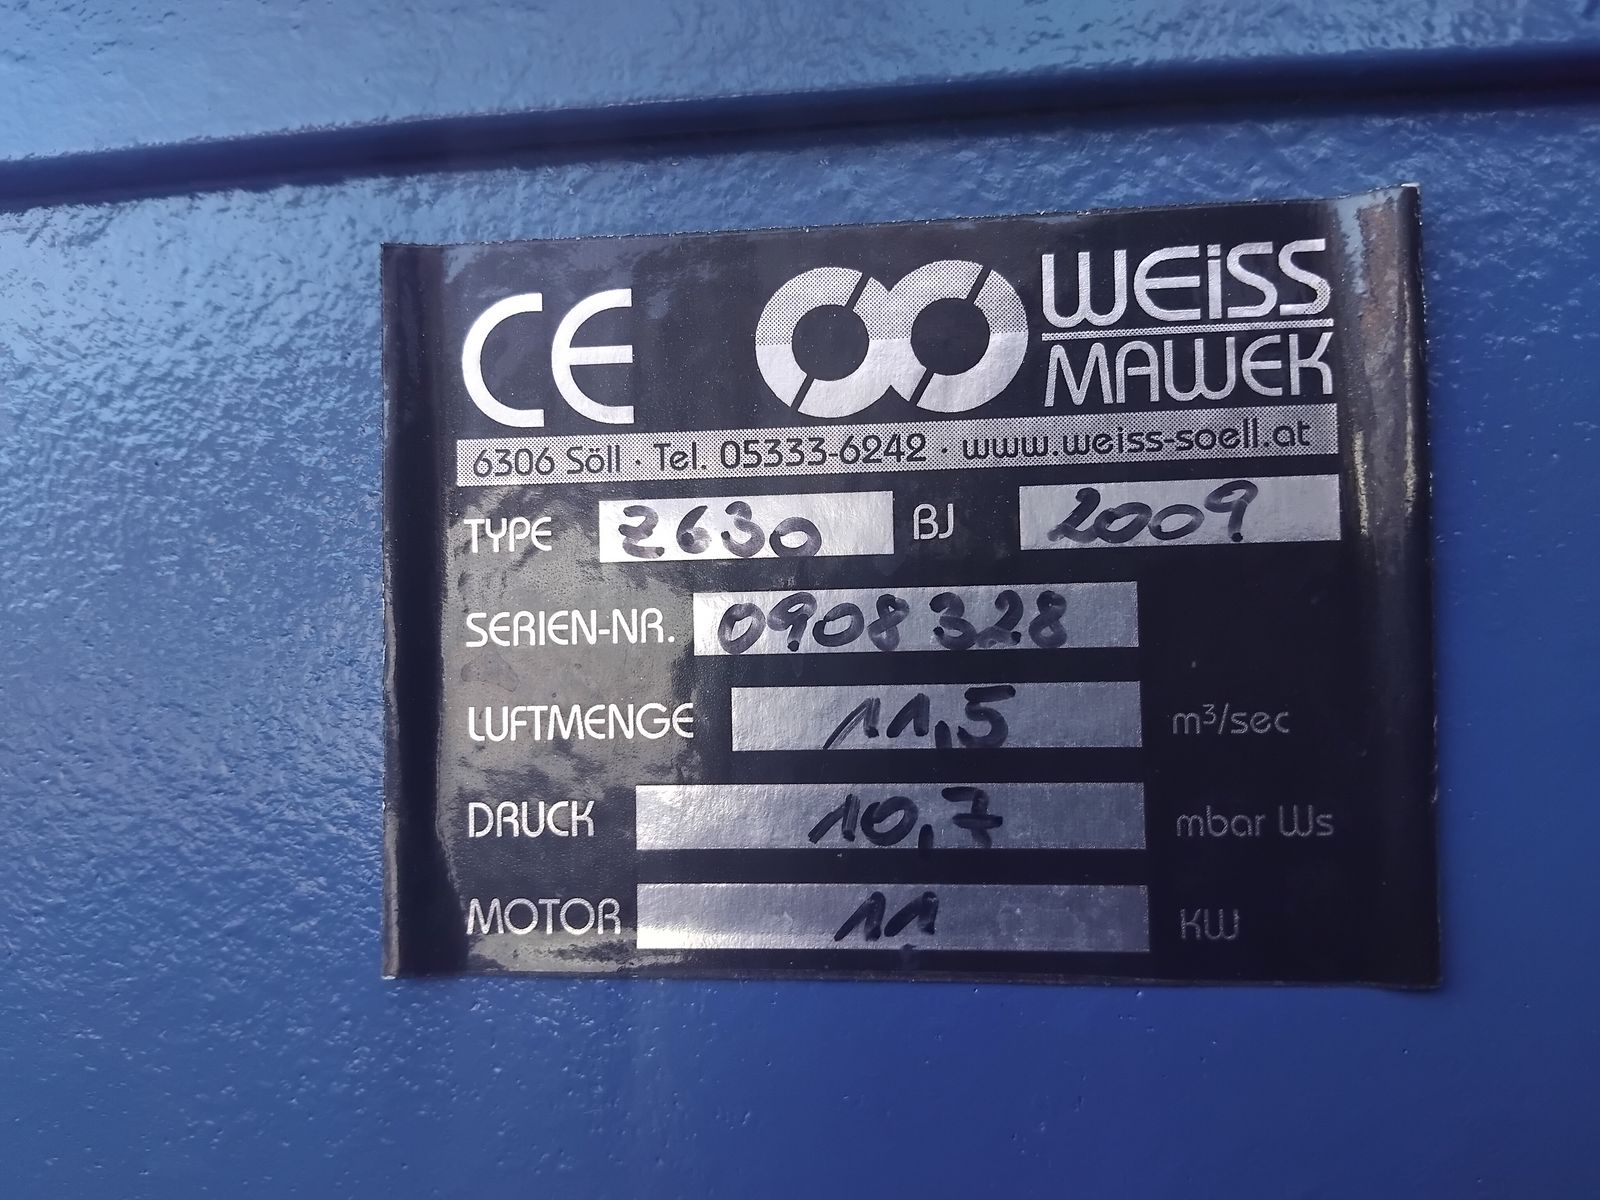 CE WEISS
MAWEK
6306 Söll · Tel. 05333-6242 · www.weiss-soell.at
TYPE 2630 BJ 2009
SERIEN-NR. 0908328
LUFTMENGE 11,5 m³/sec
DRUCK 10,7 mbar Ws
MOTOR 11 KW